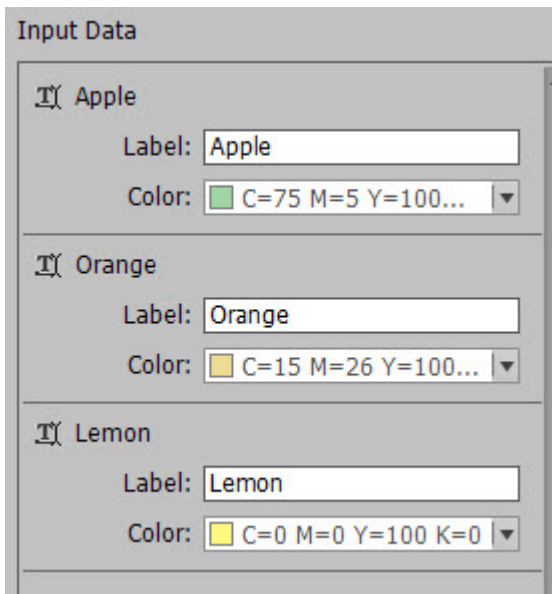 Input Data
Apple
Label: Apple
Color: C=75 M=5 Y=100...
Orange
Label: Orange
Color: C=15 M=26 Y=100...
Lemon
Label: Lemon
Color: C=0 M=0 Y=100 K=0